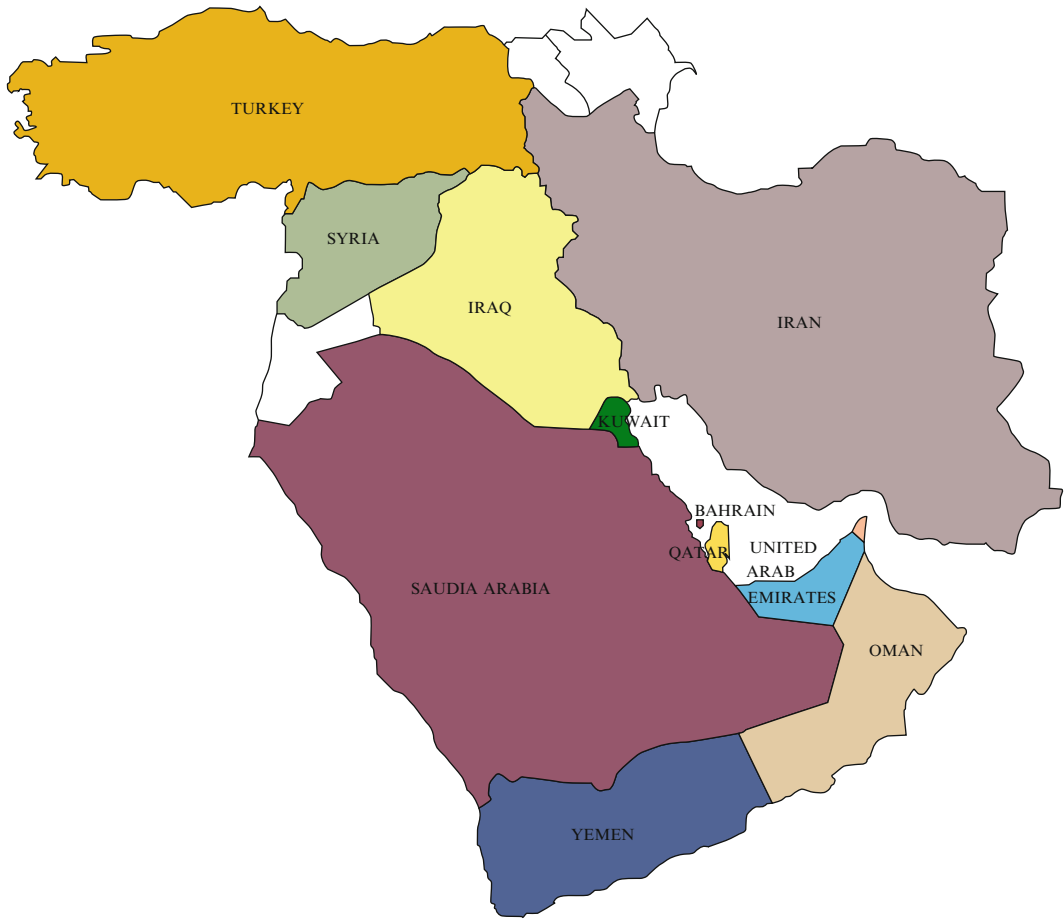 TURKEY
SYRIA
IRAQ
IRAN
KUWAIT
BAHRAIN
QATAR
UNITED
ARAB
EMIRATES
SAUDIA ARABIA
OMAN
YEMEN